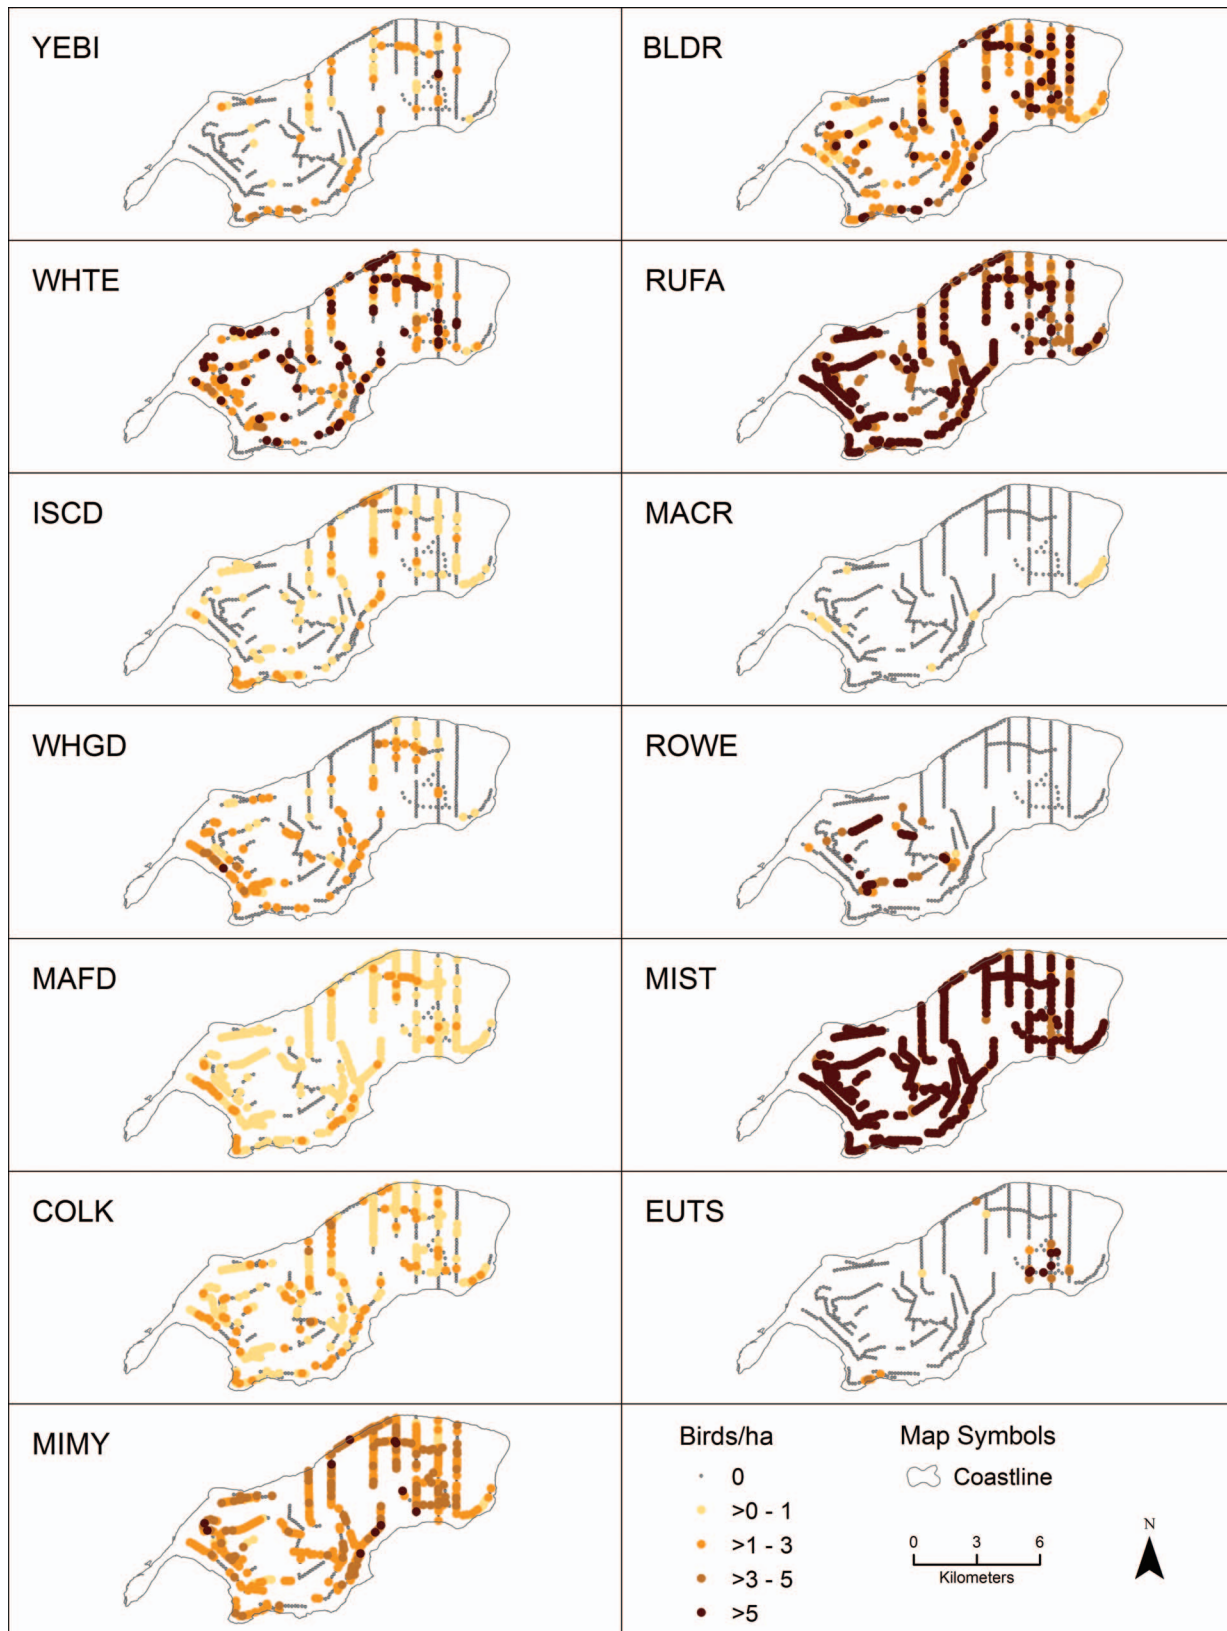 YEBI
BLDR
WHTE
RUFA
ISCD
MACR
WHGD
ROWE
MAFD
MIST
COLK
EUTS
MIMY
Birds/ha
0
>0 - 1
>1 - 3
>3 - 5
>5
Map Symbols
Coastline
0 3 6
Kilometers
N